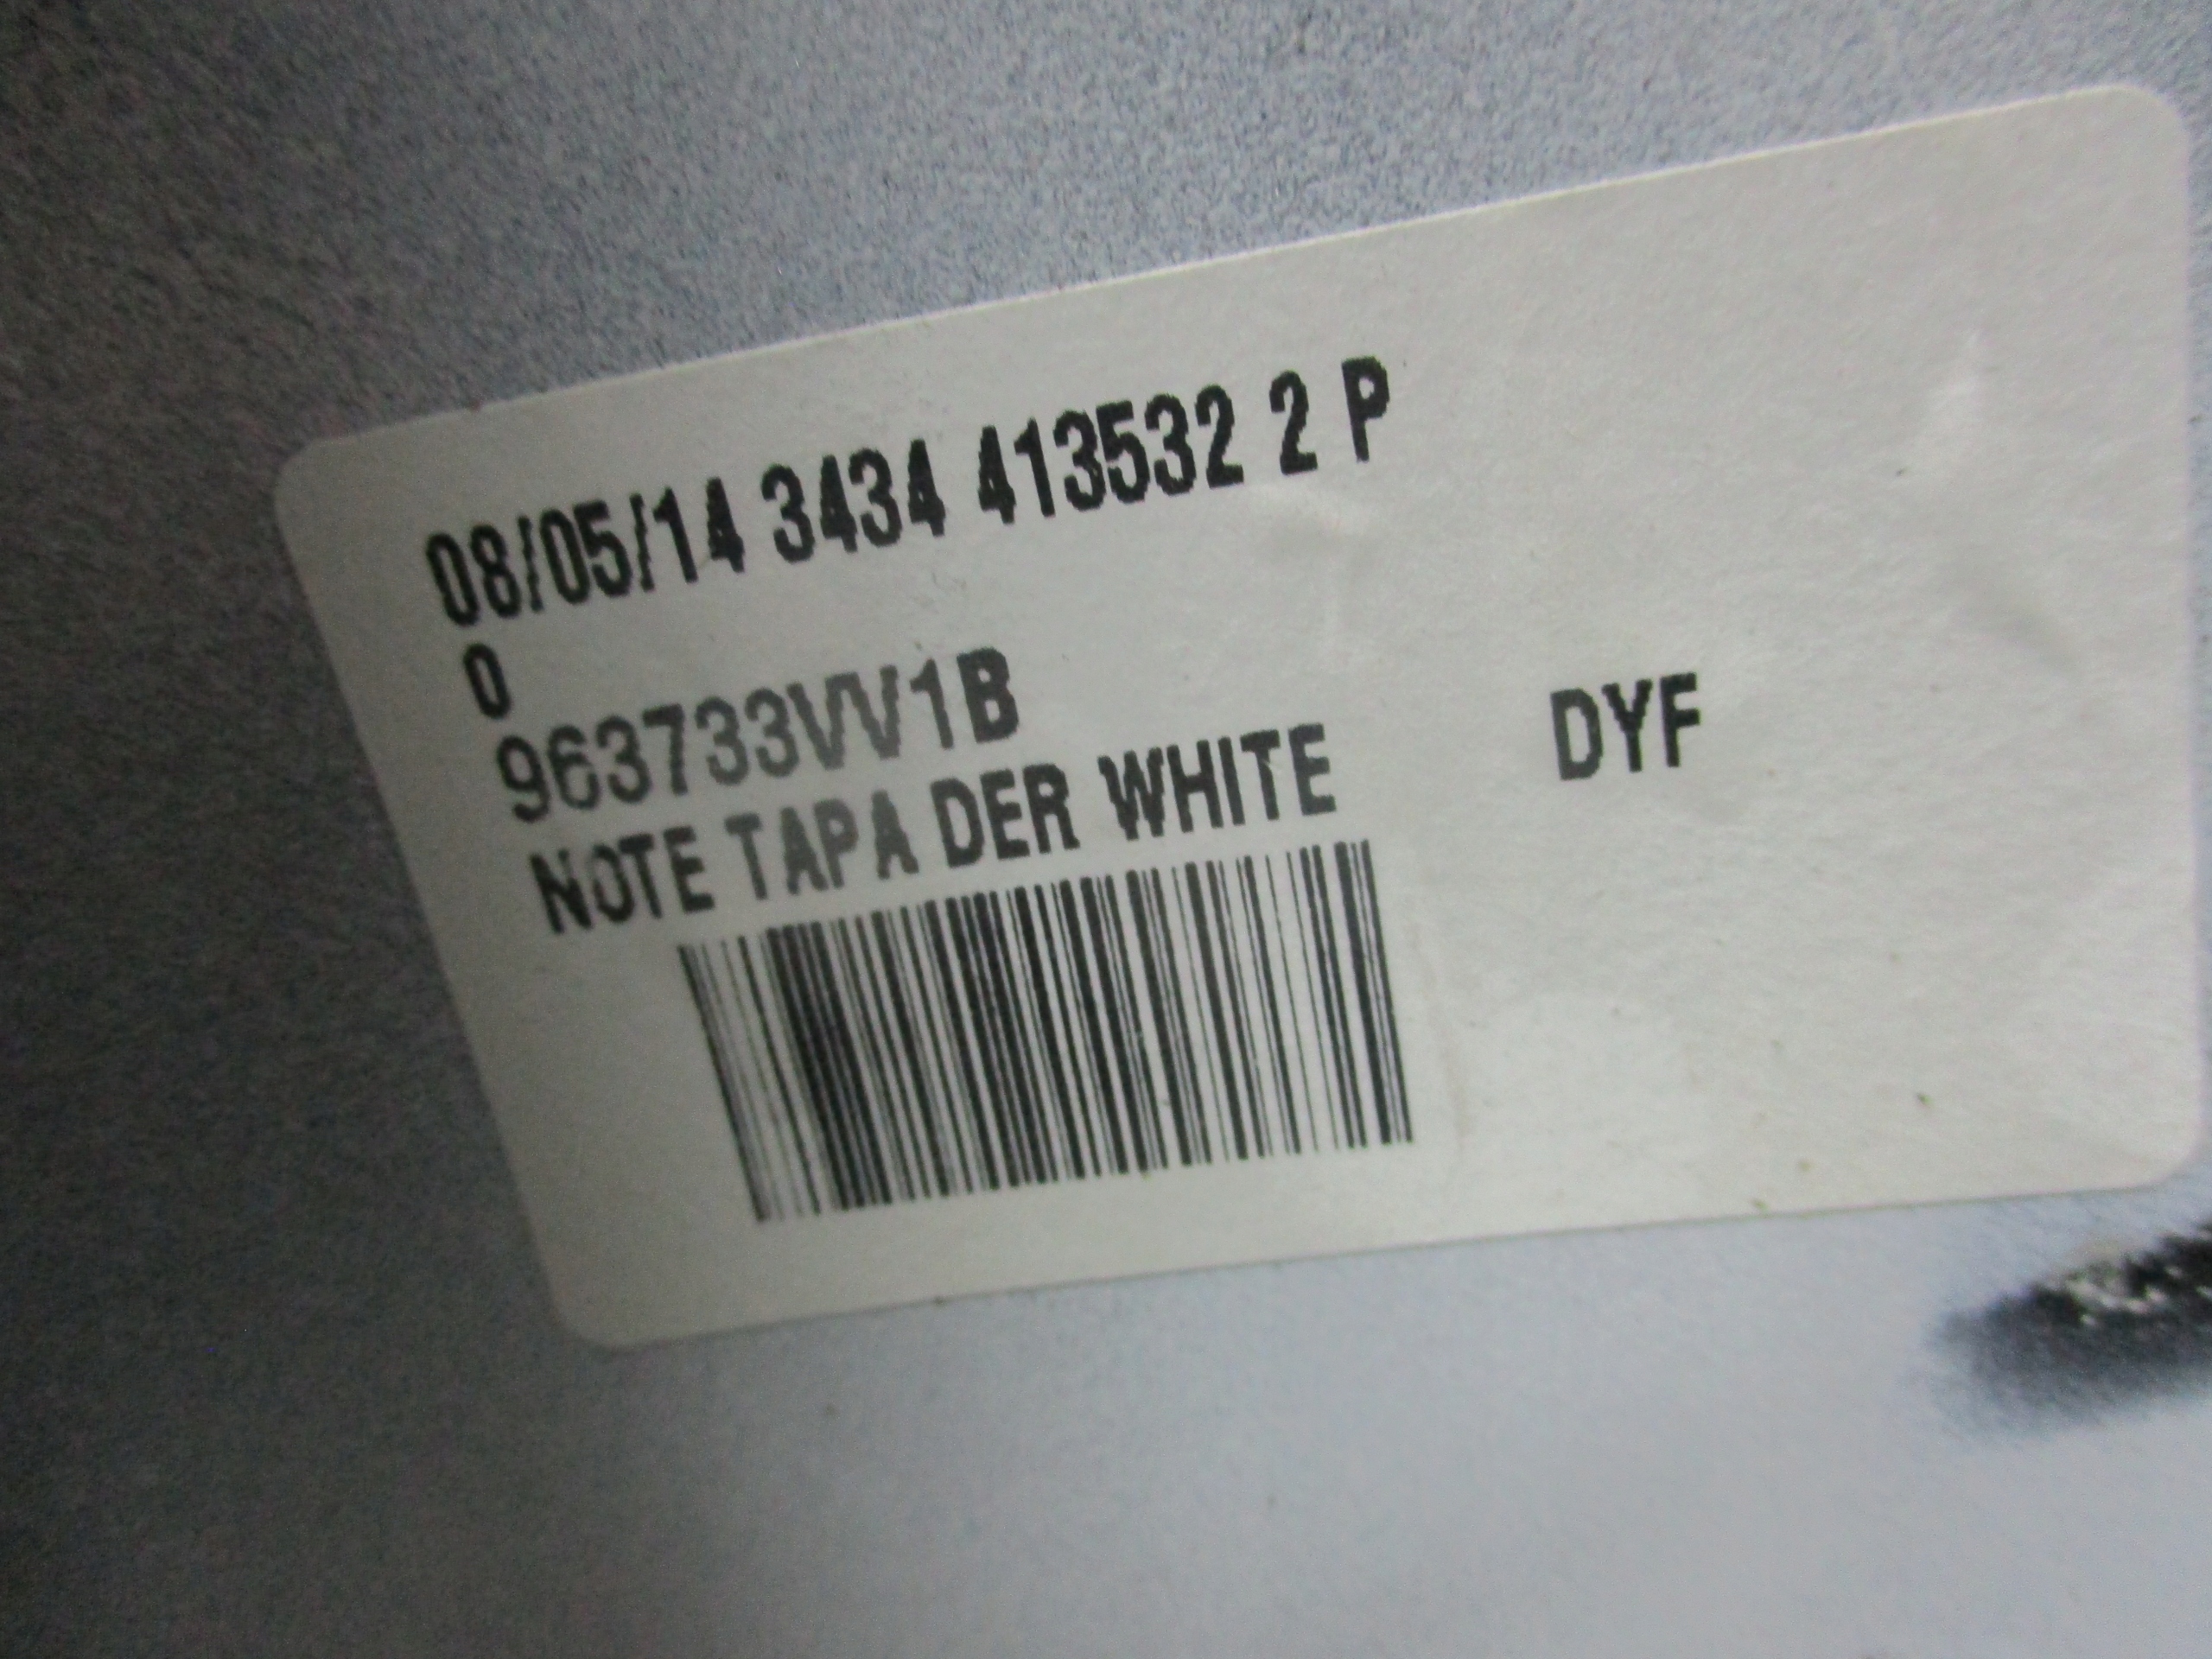 08/05/14 3434 413532 2 P
0
963733VV1B
NOTE TAPA DER WHITE DYF